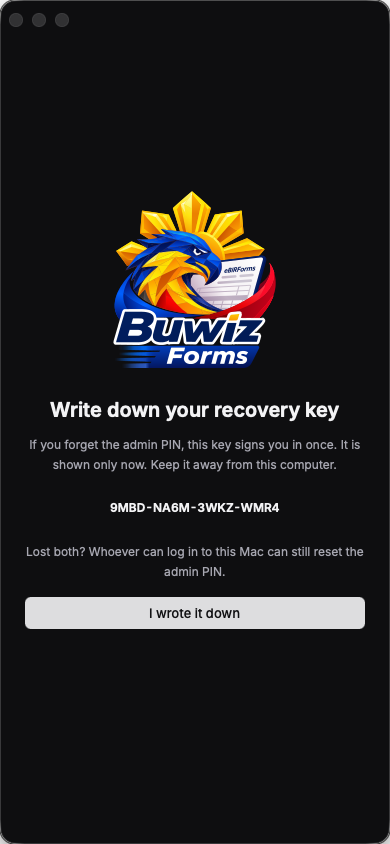 eBIRForms
Buwiz
Forms
Write down your recovery key
If you forget the admin PIN, this key signs you in once. It is
shown only now. Keep it away from this computer.
9MBD-NA6M-3WKZ-WMR4
Lost both? Whoever can log in to this Mac can still reset the
admin PIN.
I wrote it down